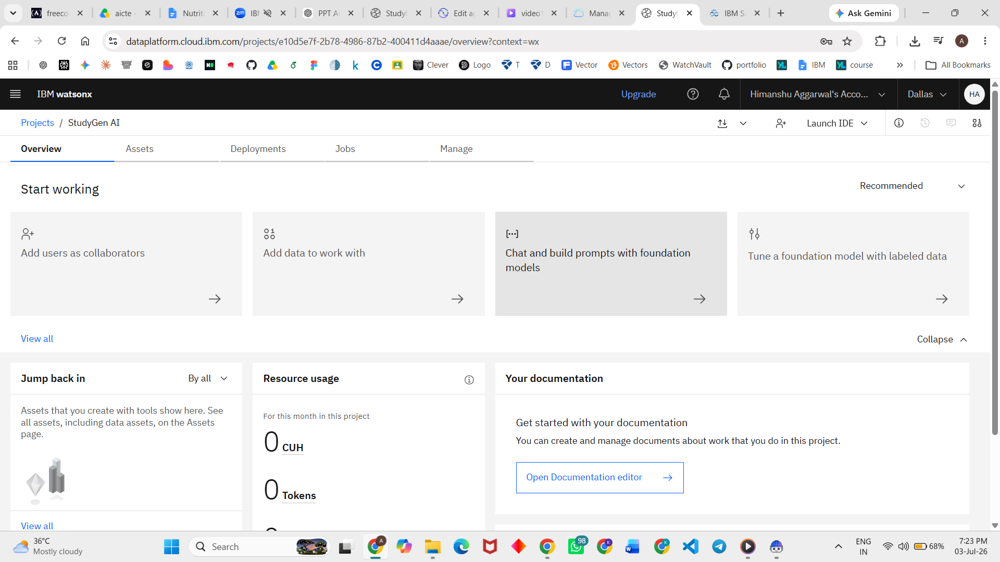 freeco
aicte -
Nutriti
IBM
PPT A
Study
Edit ag
video
Manag
Study
IBM S
Ask Gemini
dataplatform.cloud.ibm.com/projects/e10d5e7f-2b78-4986-87b2-400411d4aaae/overview?context=wx
A
Clever
Logo
T
D
Vector
Vectors
WatchVault
portfolio
IBM
course
All Bookmarks
IBM watsonx
Upgrade
Himanshu Aggarwal's Acco...
Dallas
HA
Projects / StudyGen AI
Launch IDE
Overview
Assets
Deployments
Jobs
Manage
Start working
Recommended
Add users as collaborators
Add data to work with
Chat and build prompts with foundation
models
Tune a foundation model with labeled data
View all
Collapse
Jump back in
By all
Assets that you create with tools show here. See
all assets, including data assets, on the Assets
page.
View all
Resource usage
For this month in this project
0 CUH
0 Tokens
Your documentation
Get started with your documentation
You can create and manage documents about work that you do in this project.
Open Documentation editor
36°C
Mostly cloudy
Search
98
ENG
IN
68%
7:23 PM
03-Jul-26